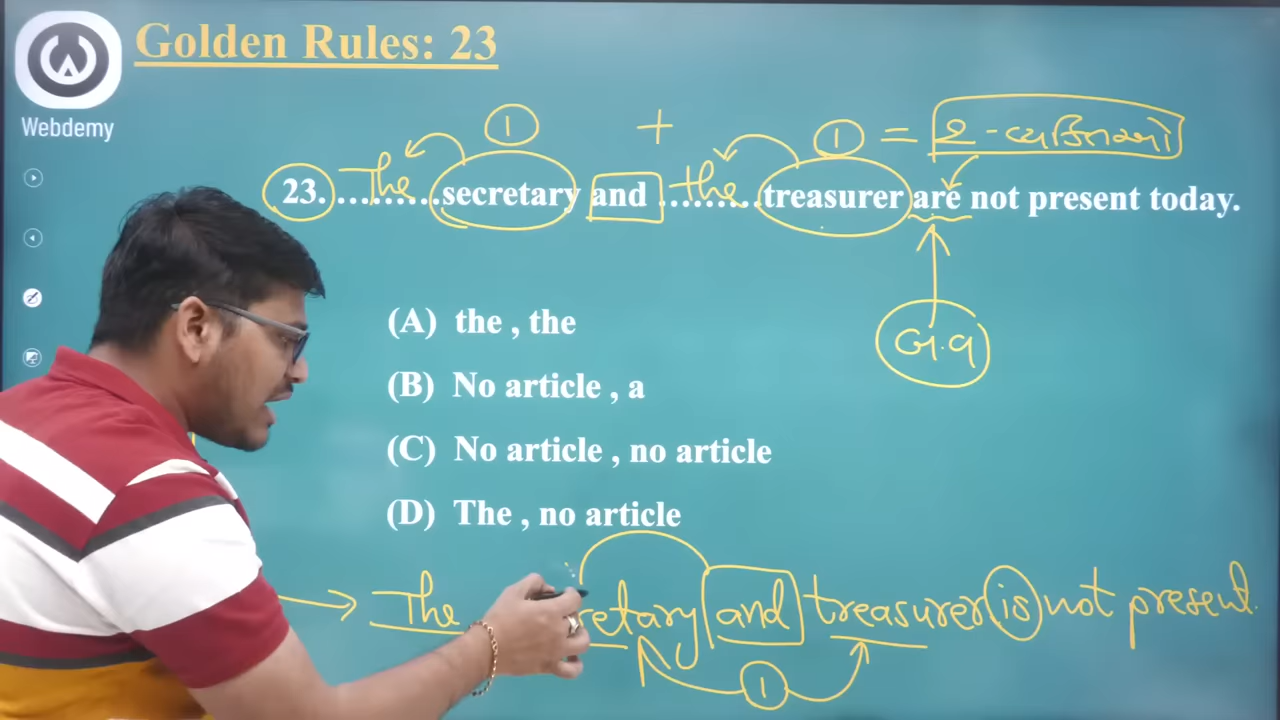 Golden Rules: 23
Webdemy
1 + 1 = 2 - વ્યક્તિઓ
23. ......The......secretary and ......the......treasurer are not present today.
G.q
(A) the , the
(B) No article , a
(C) No article , no article
(D) The , no article
The retary and treasurer is not present.
1